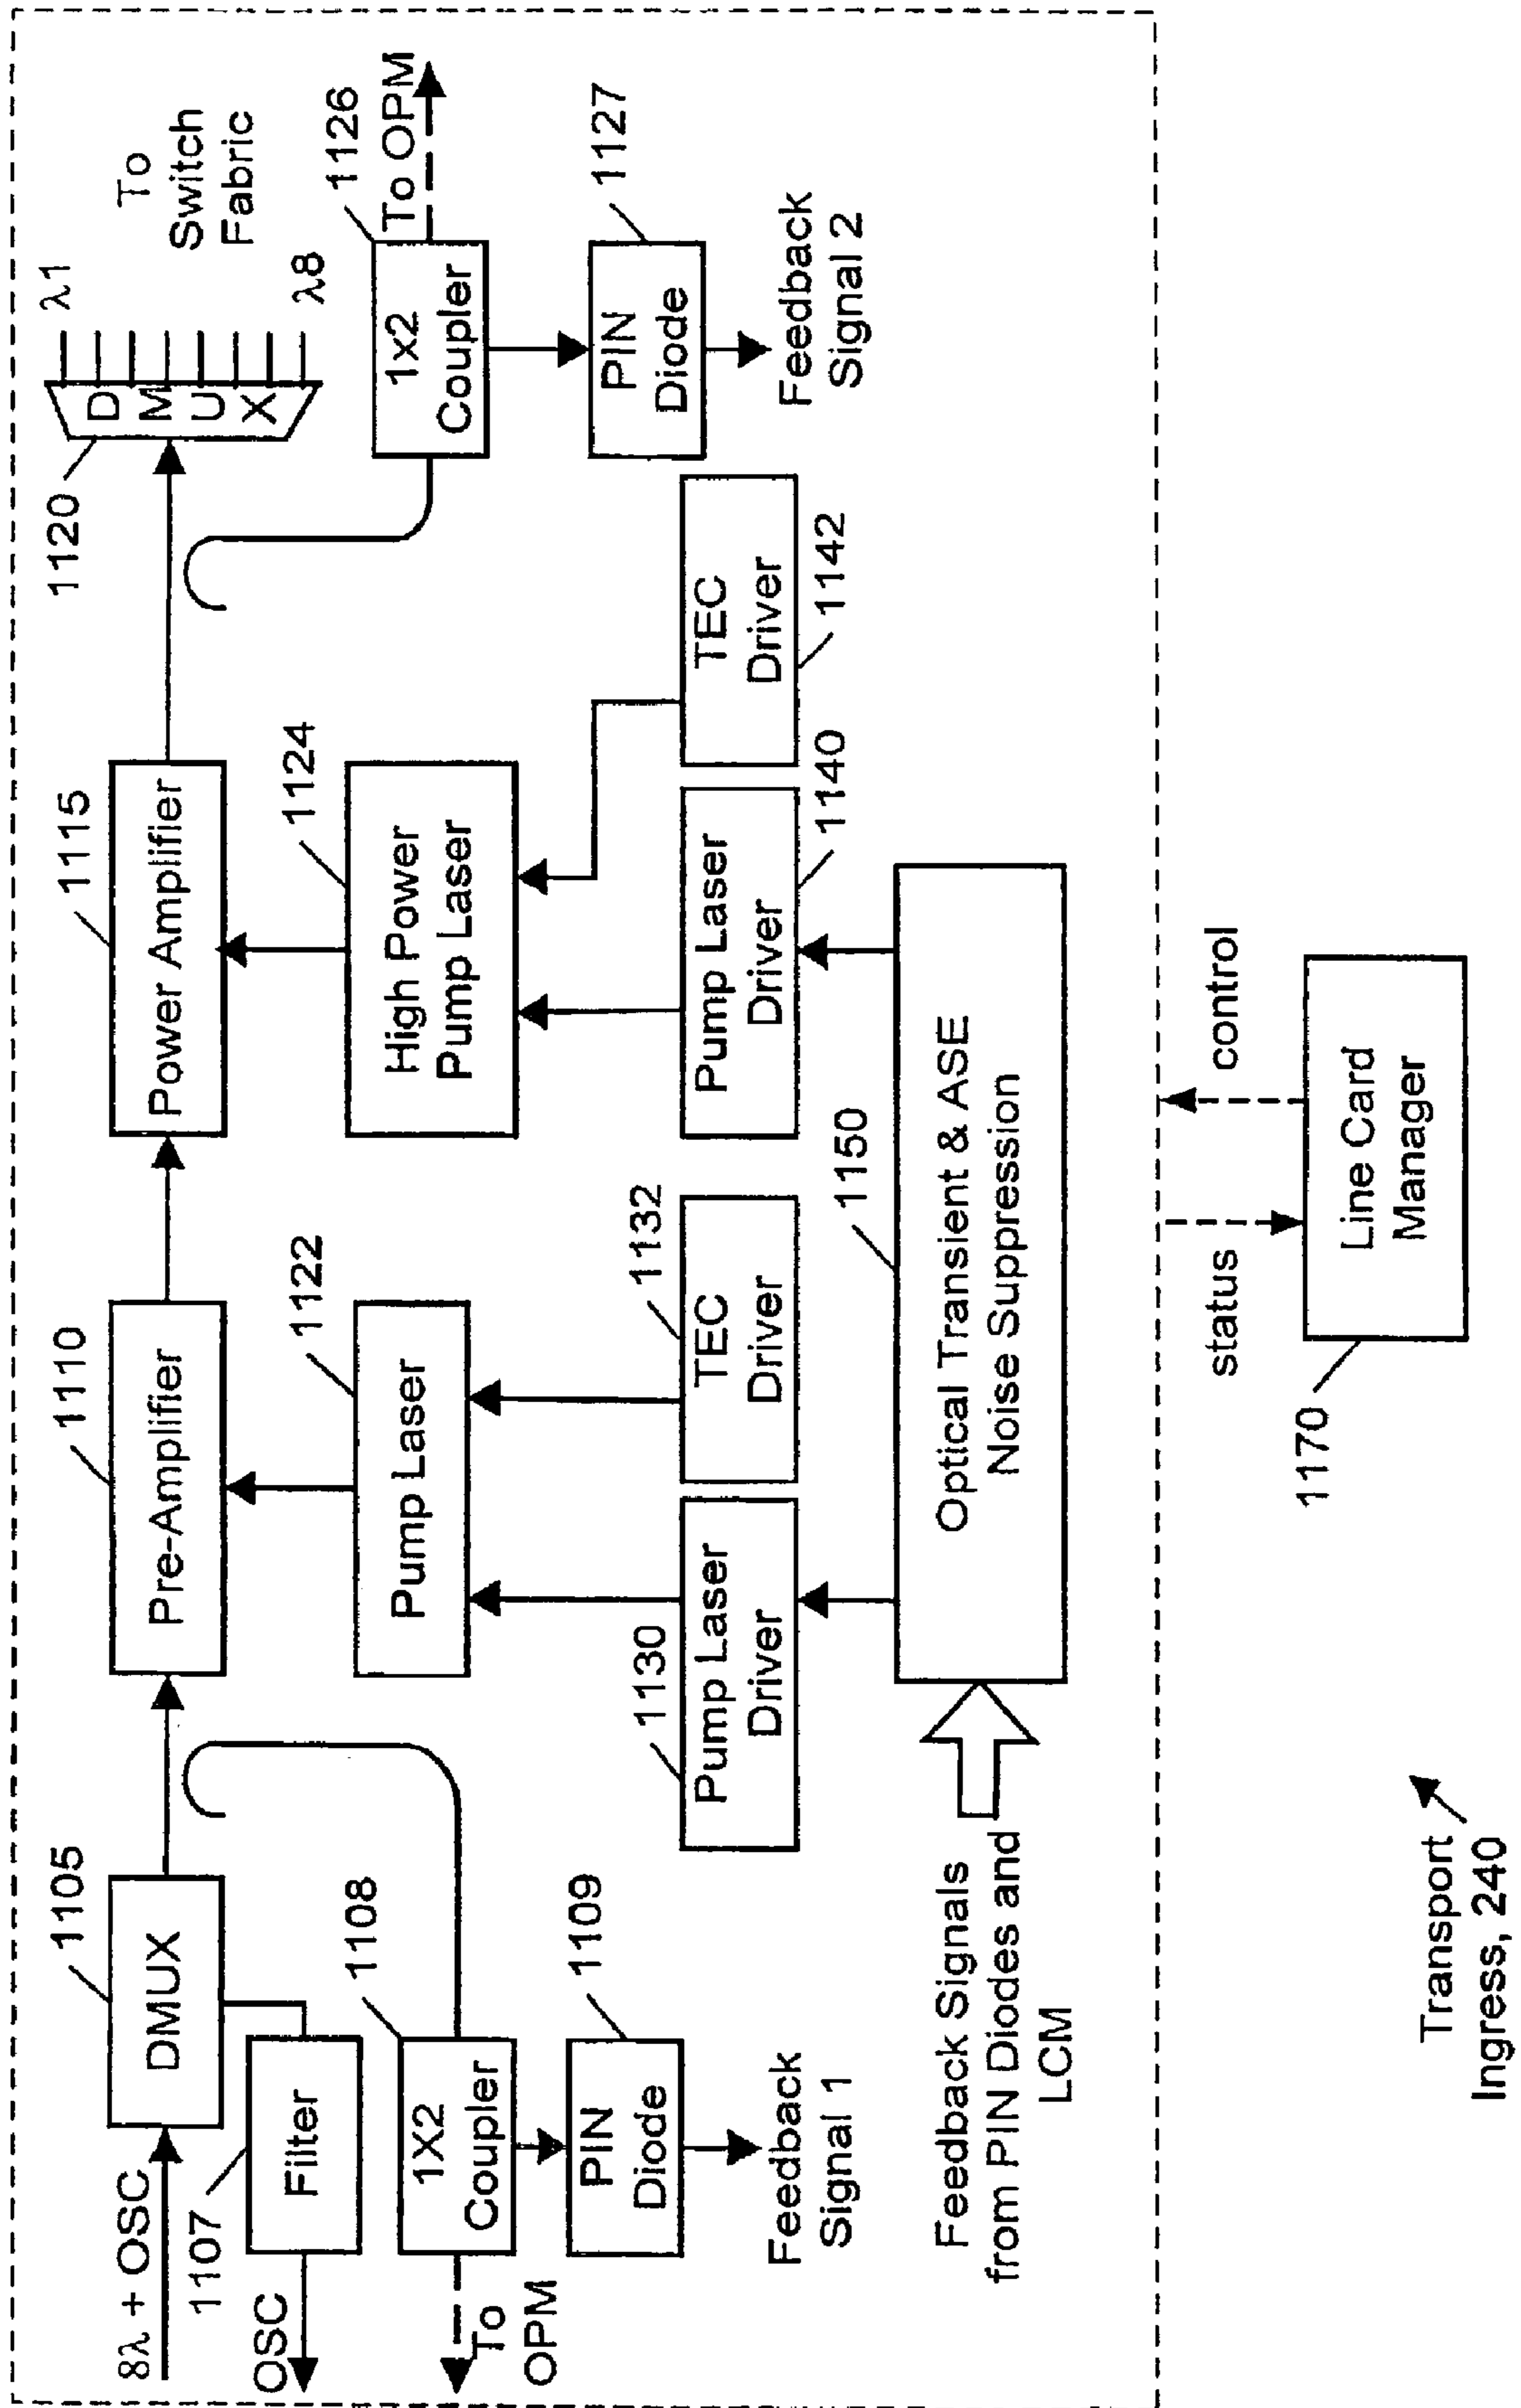 8λ + OSC
1105
DMUX
1107
Filter
OSC
1108
1X2
Coupler
To
OPM
1109
PIN
Diode
Feedback
Signal 1
1110
Pre-Amplifier
1122
Pump Laser
1130
Pump Laser
Driver
1132
TEC
Driver
1115
Power Amplifier
1124
High Power
Pump Laser
1140
Pump Laser
Driver
1142
TEC
Driver
1120
D
M
U
X
λ1
λ8
To
Switch
Fabric
1126
1x2
Coupler
To OPM
1127
PIN
Diode
Feedback
Signal 2
Feedback Signals
from PIN Diodes and
LCM
1150
Optical Transient & ASE
Noise Suppression
status
control
1170
Line Card
Manager
Transport
Ingress, 240